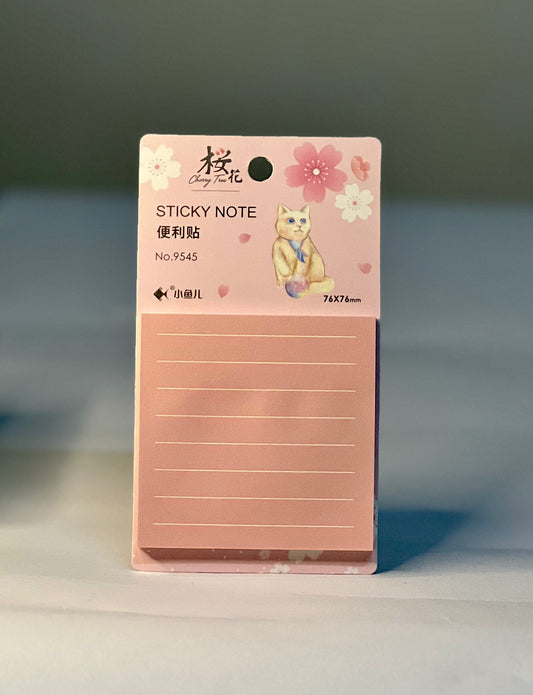 桜花
Cherry Tree
STICKY NOTE
便利贴
No.9545
®小鱼儿
76X76mm